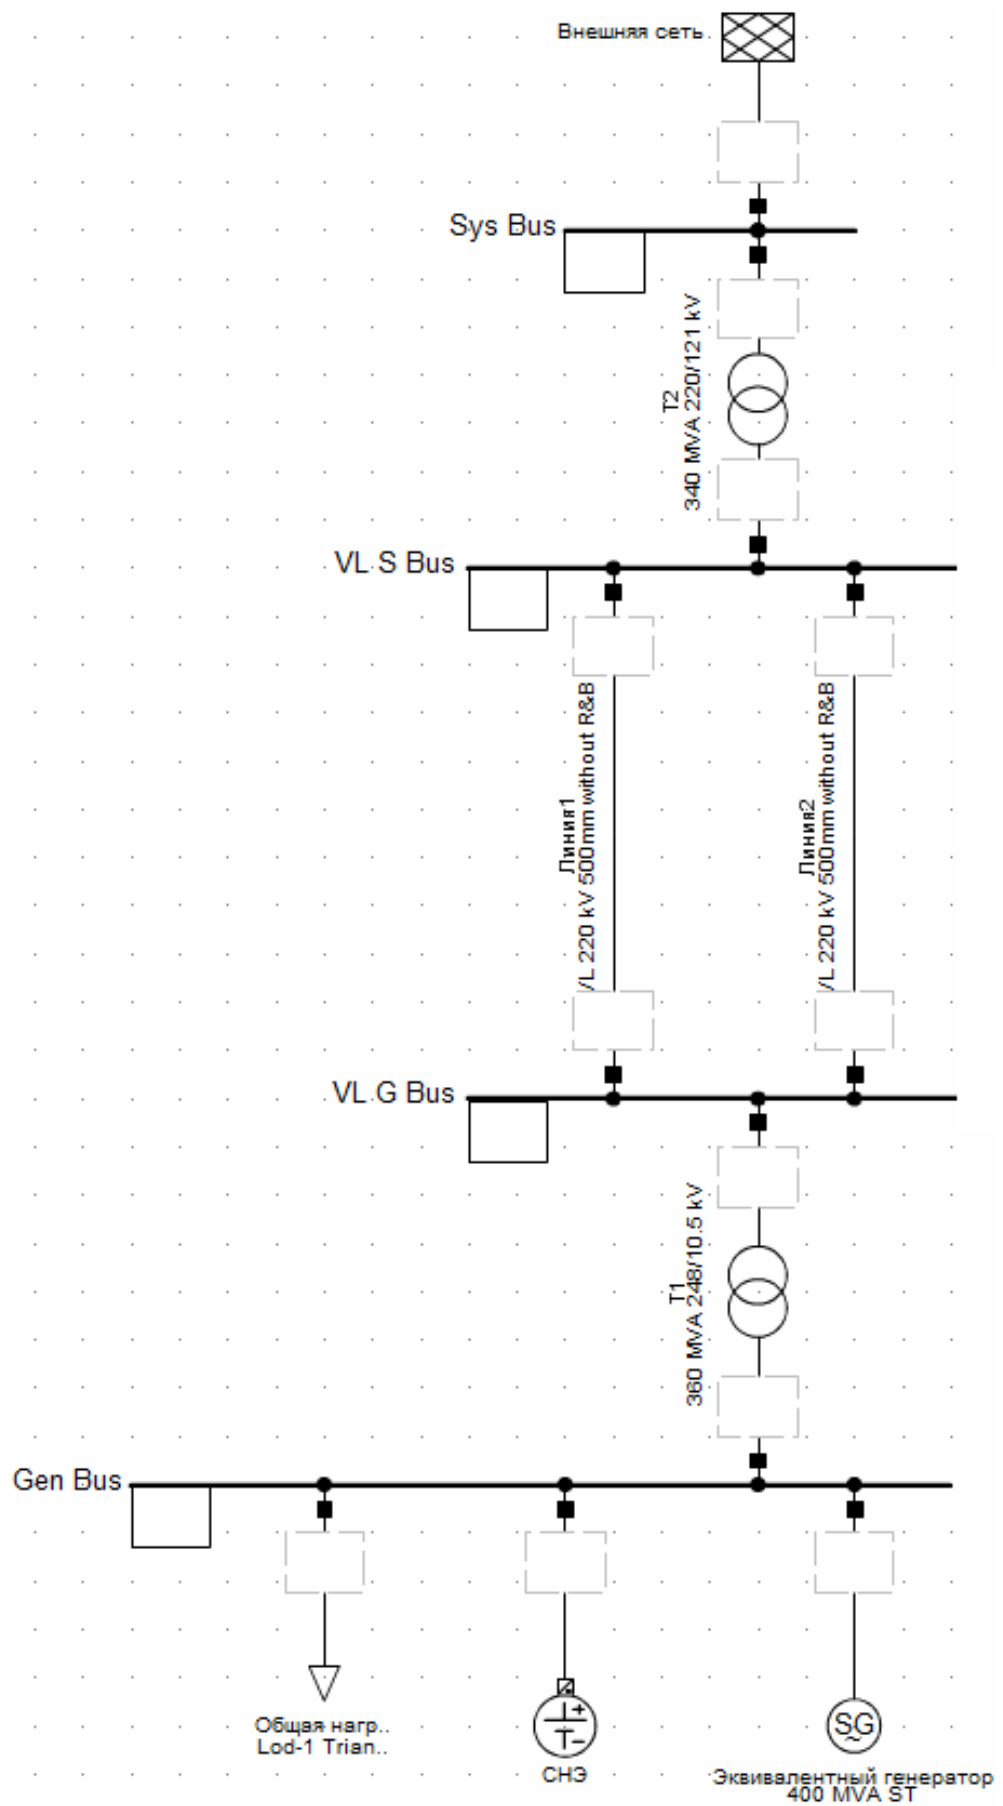 Внешняя сеть
Sys Bus
T2
340 MVA 220/121 kV
VL S Bus
Линия1
VL 220 kV 500mm without R&B
Линия2
VL 220 kV 500mm without R&B
VL G Bus
T1
360 MVA 248/10.5 kV
Gen Bus
Общая нагр..
Lod-1 Trian..
СНЭ
SG
~
Эквивалентный генератор
400 MVA ST